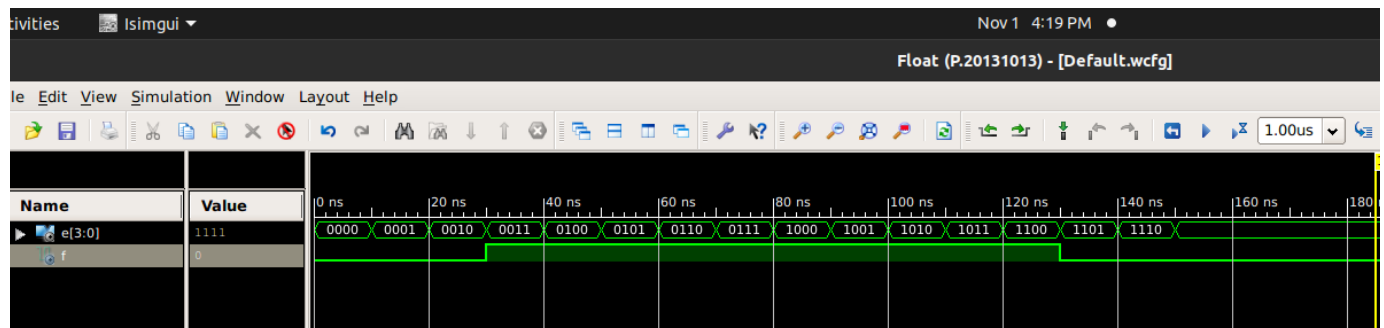 tivities Isimgui Nov 1 4:19 PM
Float (P.20131013) - [Default.wcfg]
le Edit View Simulation Window Layout Help
1.00us
Name Value 0 ns 20 ns 40 ns 60 ns 80 ns 100 ns 120 ns 140 ns 160 ns 180
e[3:0] 1111 0000 0001 0010 0011 0100 0101 0110 0111 1000 1001 1010 1011 1100 1101 1110
f 0